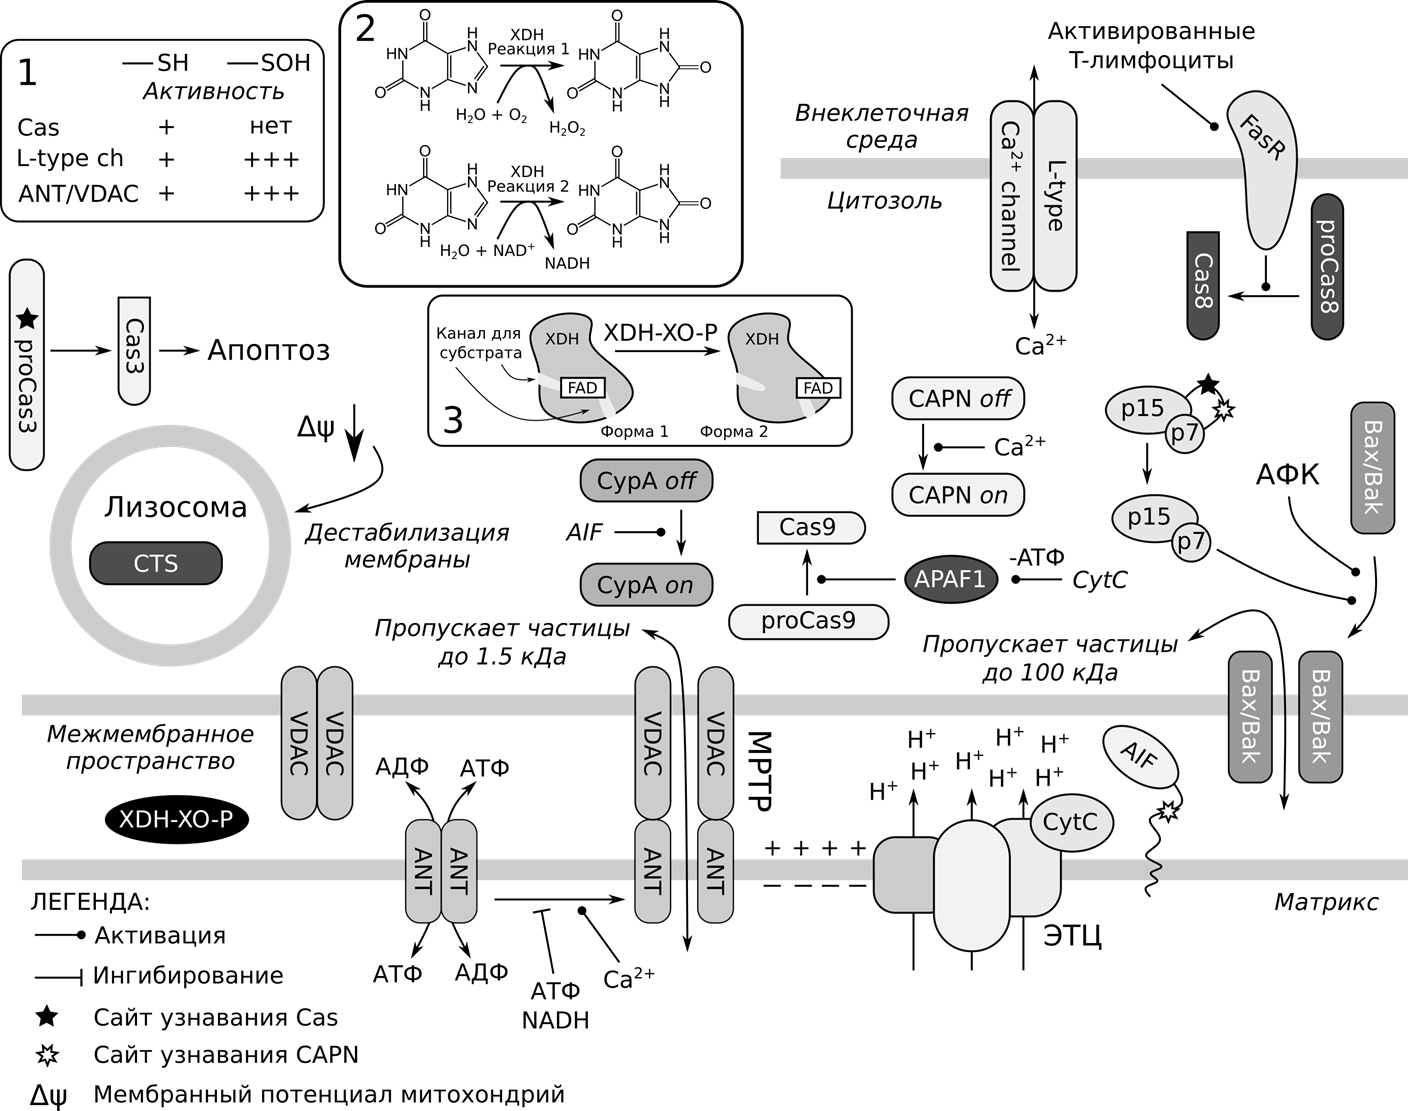 1
—SH —SOH
Активность
Cas + нет
L-type ch + +++
ANT/VDAC + +++
2
O
HN
O
N
H
H
N
N
XDH
Реакция 1
H₂O + O₂
H₂O₂
O
HN
O
N
H
H
N
N
H
O
O
HN
O
N
H
H
N
N
XDH
Реакция 2
H₂O + NAD⁺
NADH
O
HN
O
N
H
H
N
N
H
O
3
Канал для
субстрата
XDH
FAD
Форма 1
XDH-XO-P
XDH
FAD
Форма 2
Внеклеточная
среда
Цитозоль
Ca²⁺ channel
L-type
Ca²⁺
Активированные
Т-лимфоциты
FasR
proCas8
Cas8
proCas3
Cas3
Апоптоз
Δψ
Лизосома
CTS
Дестабилизация
мембраны
CypA off
AIF
CypA on
CAPN off
Ca²⁺
CAPN on
Cas9
proCas9
APAF1
-АТФ
CytC
p15
p7
p15
p7
АФК
Bax/Bak
Пропускает частицы
до 1.5 кДа
Пропускает частицы
до 100 кДа
Bax/Bak
Bax/Bak
Межмембранное
пространство
XDH-XO-P
VDAC
VDAC
АДФ
АТФ
ANT
ANT
АТФ
АДФ
АТФ
NADH
Ca²⁺
VDAC
VDAC
ANT
ANT
МРТР
+ + + +
– – – –
H⁺
H⁺
H⁺
H⁺
H⁺
H⁺
H⁺
H⁺
CytC
ЭТЦ
AIF
Матрикс
ЛЕГЕНДА:
Активация
Ингибирование
Сайт узнавания Cas
Сайт узнавания CAPN
Δψ Мембранный потенциал митохондрий